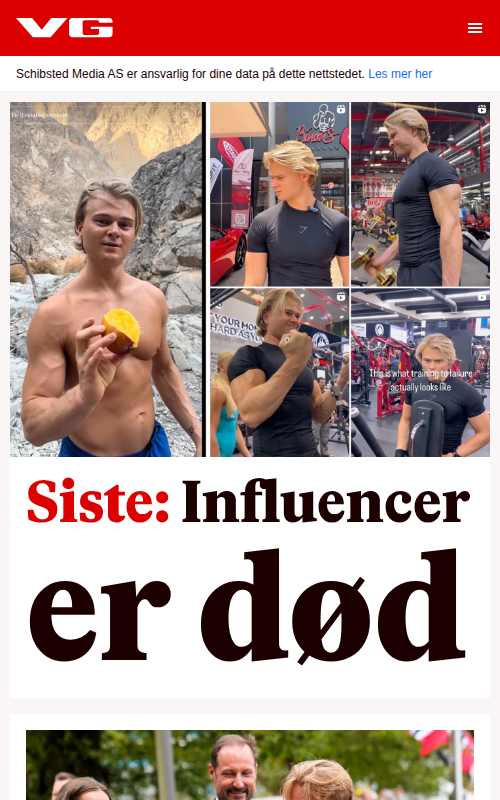 VG
Schibsted Media AS er ansvarlig for dine data på dette nettstedet. Les mer her
This is what training to failure
actually looks like
Siste: Influencer
er død